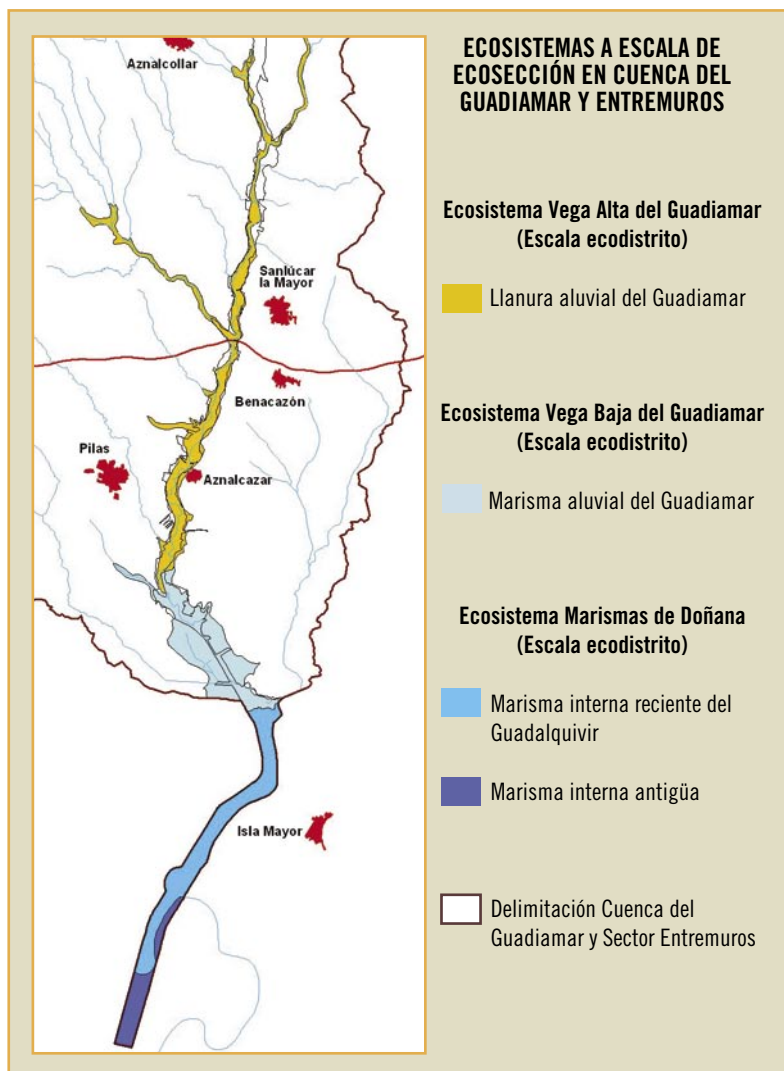 Aznalcollar
Sanlúcar
la Mayor
Benacazón
Pilas
Aznalcazar
Isla Mayor
ECOSISTEMAS A ESCALA DE
ECOSECCIÓN EN CUENCA DEL
GUADIAMAR Y ENTREMUROS
Ecosistema Vega Alta del Guadiamar
(Escala ecodistrito)
Llanura aluvial del Guadiamar
Ecosistema Vega Baja del Guadiamar
(Escala ecodistrito)
Marisma aluvial del Guadiamar
Ecosistema Marismas de Doñana
(Escala ecodistrito)
Marisma interna reciente del
Guadalquivir
Marisma interna antigüa
Delimitación Cuenca del
Guadiamar y Sector Entremuros